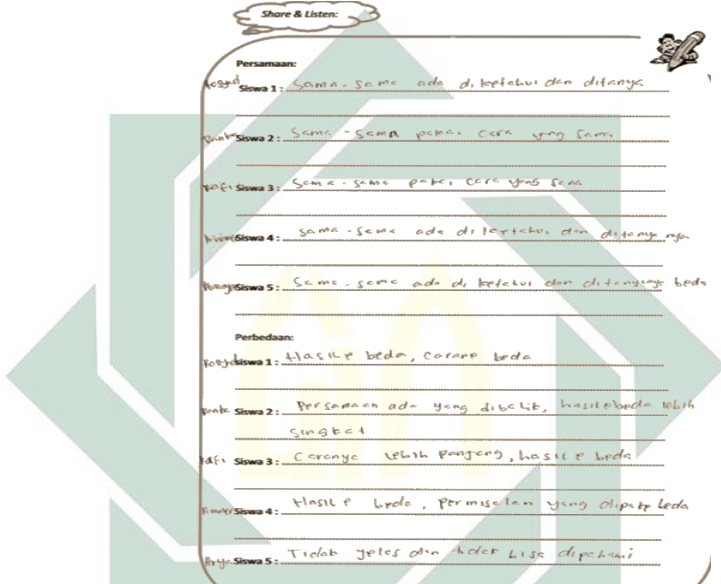 Share & Listen:
Persamaan:
Siswa 1 : Sama-sama ada diketahui dan ditanya
Siswa 2 : Sama-sama pakai cara yang sama
Siswa 3 : Sama-sama pakai cara yang sama
Siswa 4 : Sama-sama ada diketahui dan ditanya nya
Siswa 5 : Sama-sama ada diketahui dan ditanyanya beda
Perbedaan:
Rosyd Siswa 1 : Hasile beda, carane beda
Siswa 2 : Persamaan ada yang dibalik, hasile beda lebih
singkat
Siswa 3 : Caranya lebih panjang, hasile beda
Siswa 4 : Hasile beda, permisalan yang dipake beda
Siswa 5 : Tidak jelas dan tidak bisa dipahami